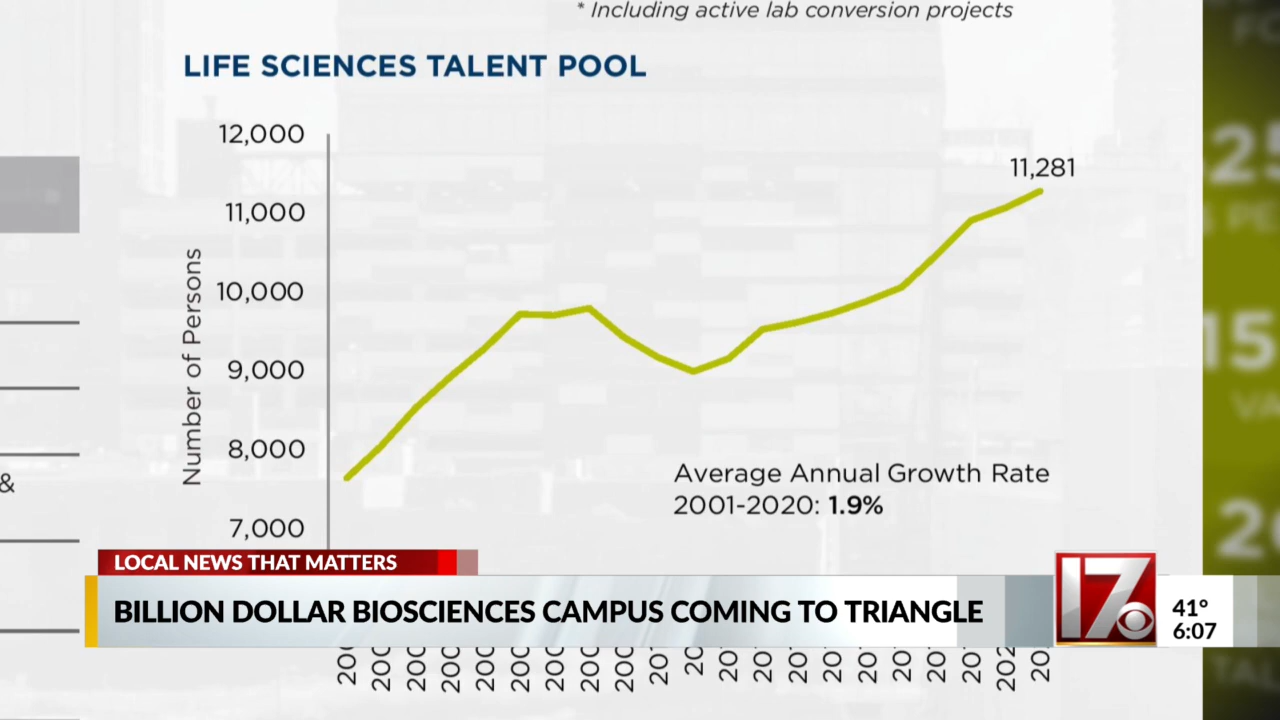 * Including active lab conversion projects
LIFE SCIENCES TALENT POOL
12,000
11,281
11,000
10,000
9,000
8,000
7,000
Number of Persons
&
Average Annual Growth Rate
2001-2020: 1.9%
LOCAL NEWS THAT MATTERS
BILLION DOLLAR BIOSCIENCES CAMPUS COMING TO TRIANGLE
17
41°
6:07